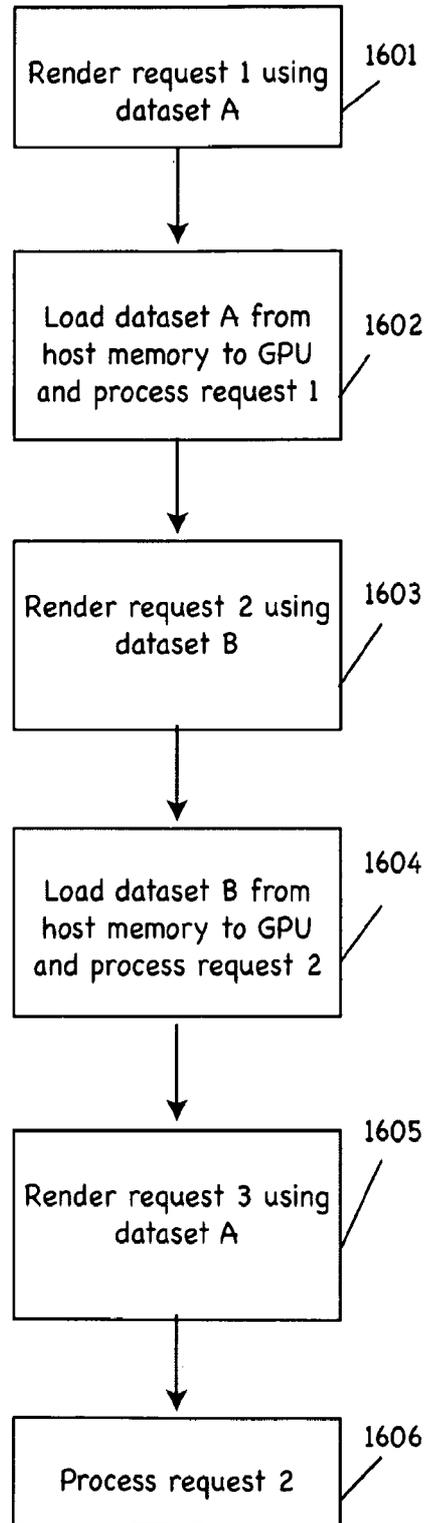 Render request 1 using
dataset A
1601
Load dataset A from
host memory to GPU
and process request 1
1602
Render request 2 using
dataset B
1603
Load dataset B from
host memory to GPU
and process request 2
1604
Render request 3 using
dataset A
1605
Process request 2
1606